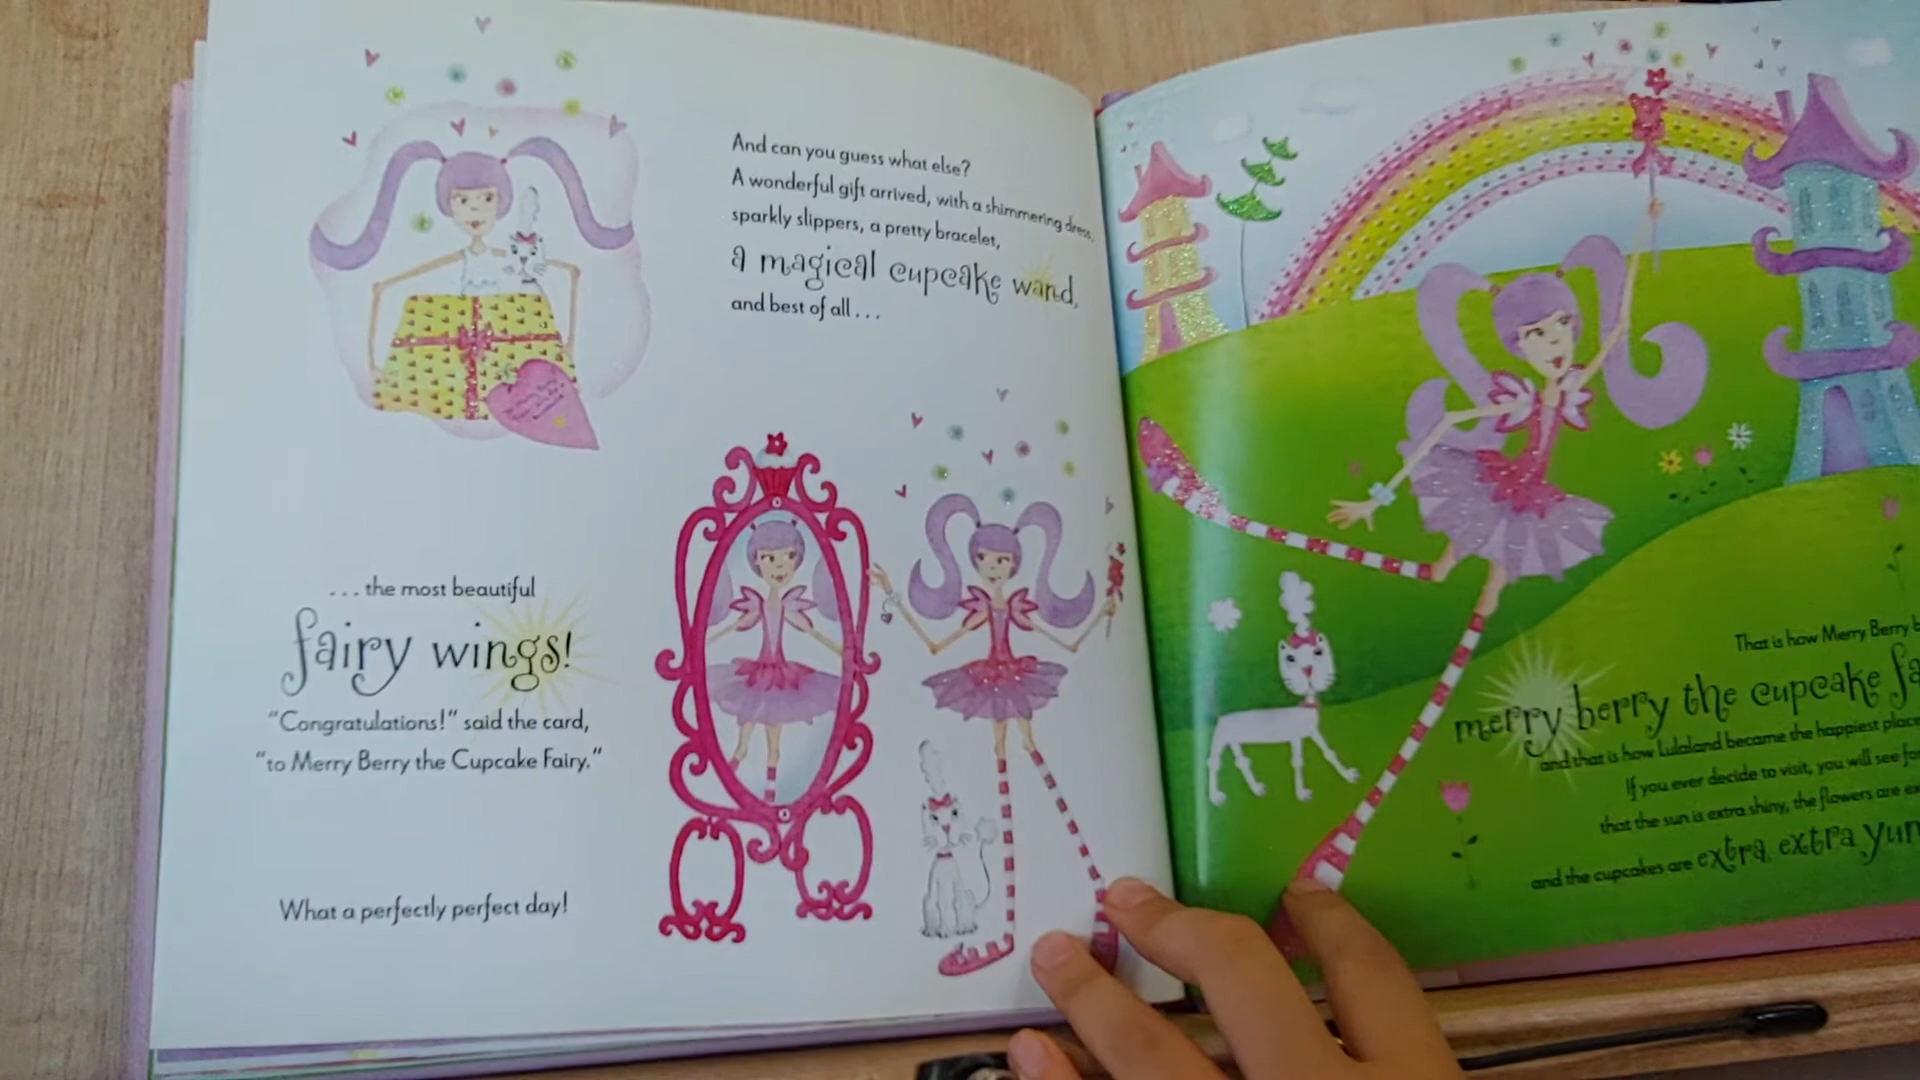 And can you guess what else?
A wonderful gift arrived, with a shimmering dress,
sparkly slippers, a pretty bracelet,
a magical cupcake wand,
and best of all . . .
. . . the most beautiful
fairy wings!
“Congratulations!” said the card,
“to Merry Berry the Cupcake Fairy.”
What a perfectly perfect day!
That is how Merry Berry
merry berry the cupcake
and that is how Lulaland became the happiest place
If you ever decide to visit, you will see
that the sun is extra shiny, the flowers are
and the cupcakes are extra, extra